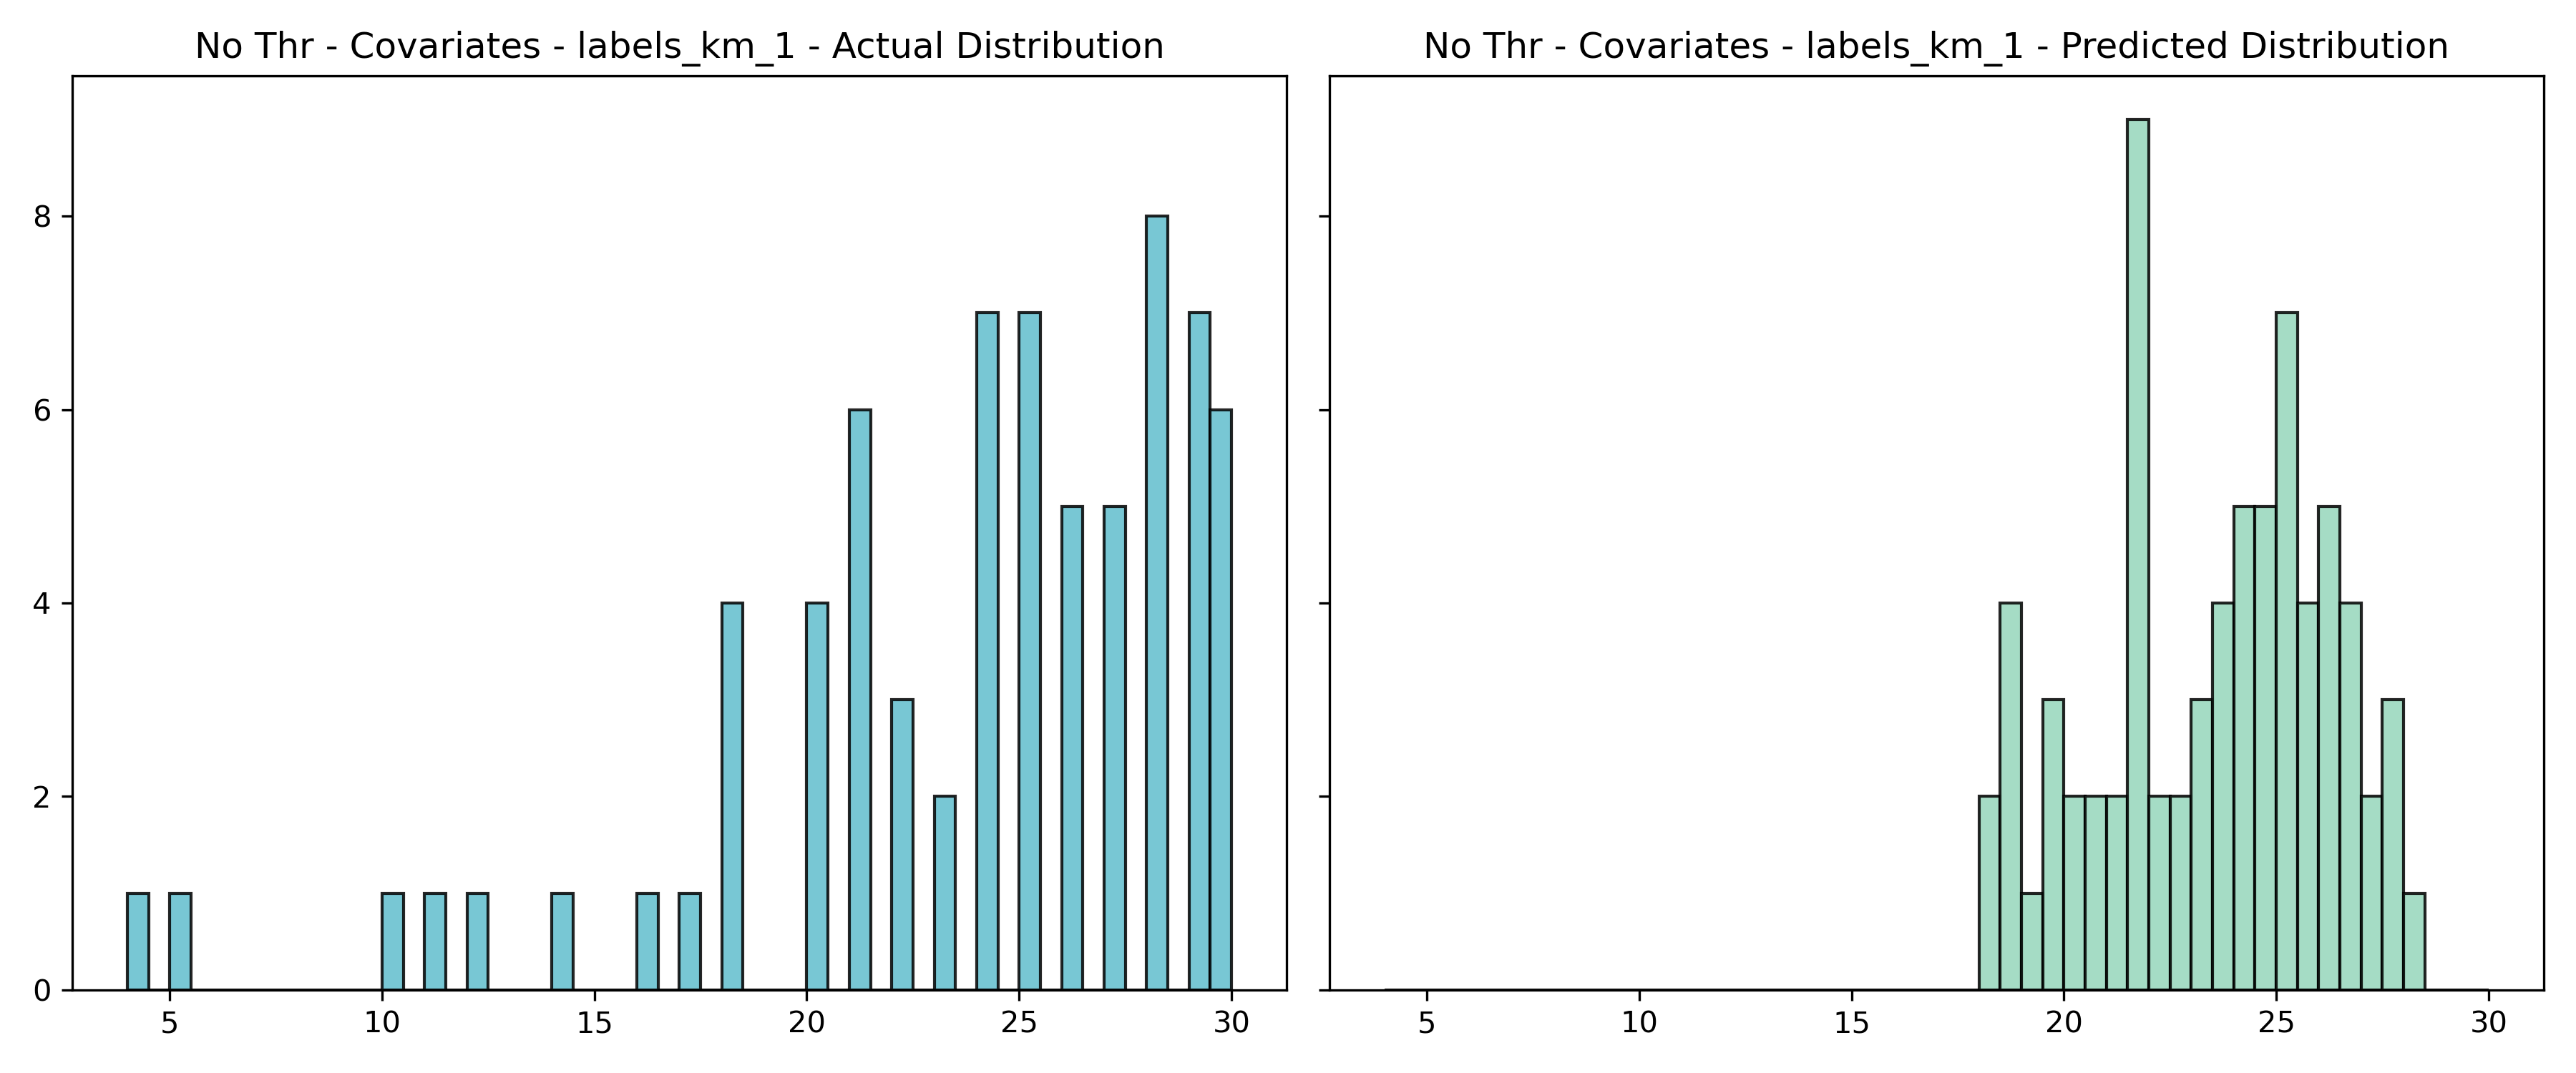 No Thr - Covariates - labels_km_1 - Actual Distribution
No Thr - Covariates - labels_km_1 - Predicted Distribution
8
6
4
2
0
5 10 15 20 25 30
5 10 15 20 25 30